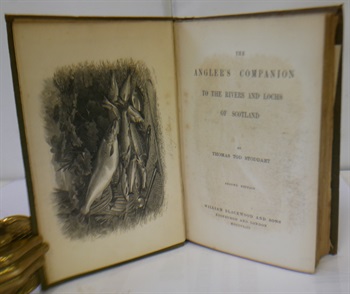 THE
ANGLER'S COMPANION
TO THE RIVERS AND LOCHS
OF SCOTLAND
BY
THOMAS TOD STODDART
SECOND EDITION
WILLIAM BLACKWOOD AND SONS
EDINBURGH AND LONDON